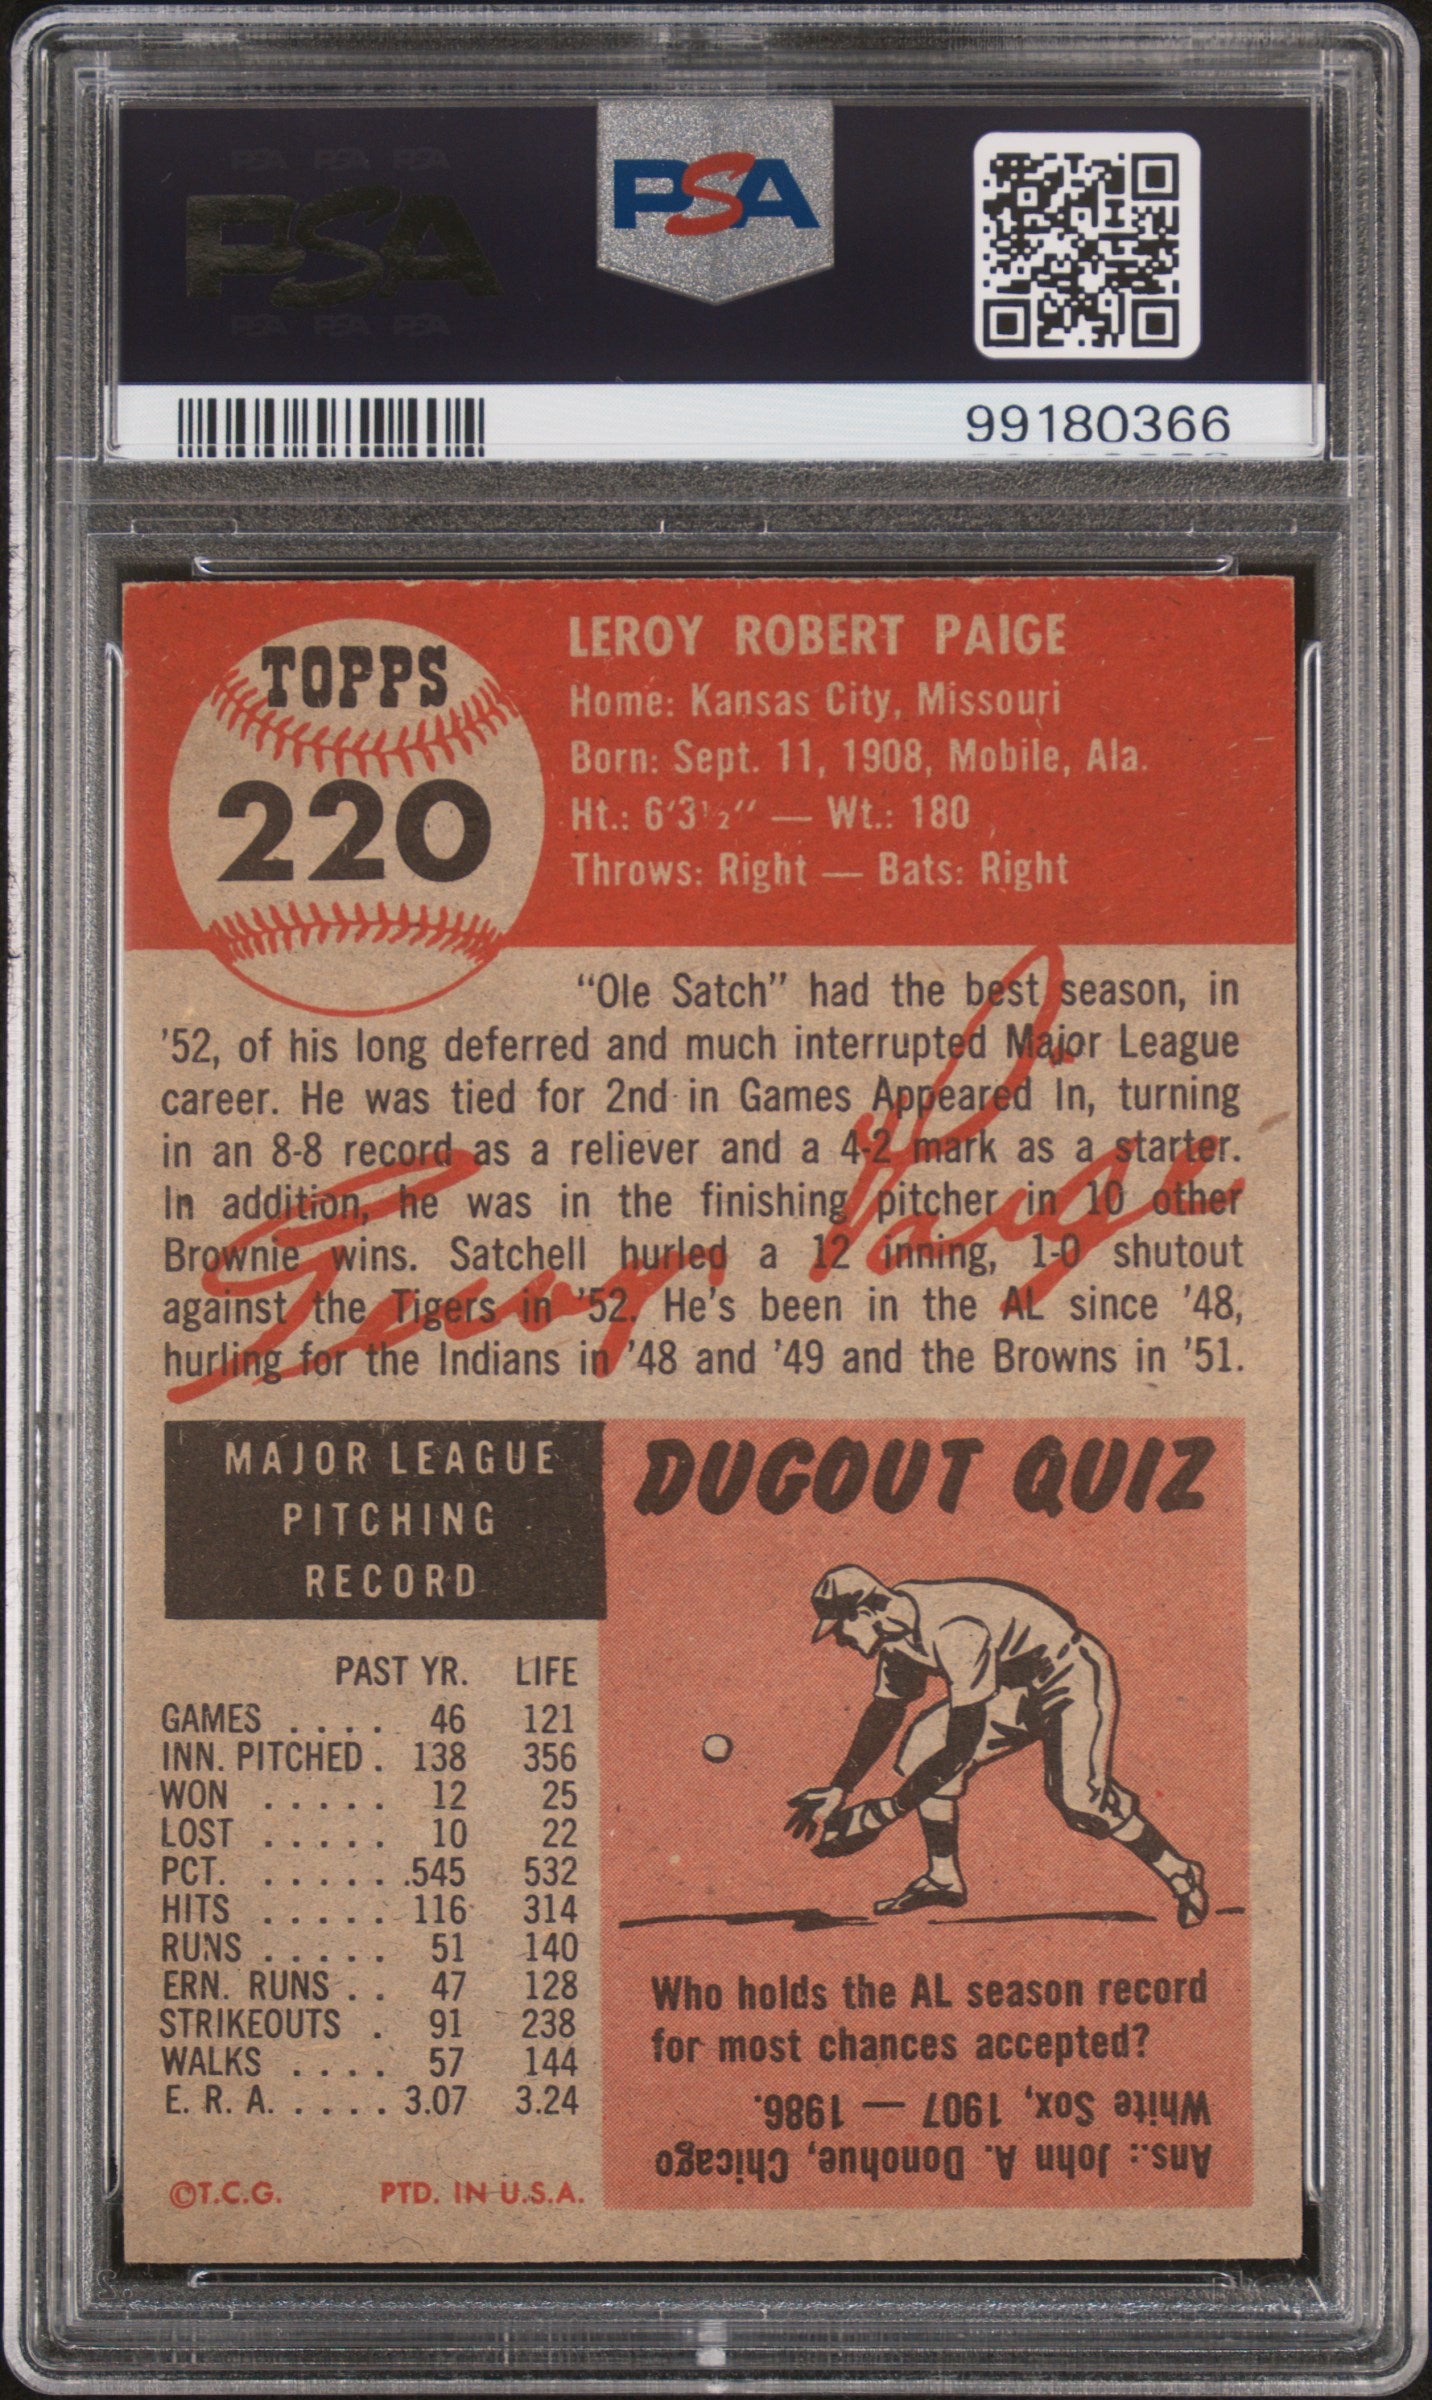 PSA PSA PSA
PSA
PSA PSA PSA
PSA
99180366
TOPPS
220
LEROY ROBERT PAIGE
Home: Kansas City, Missouri
Born: Sept. 11, 1908, Mobile, Ala.
Ht.: 6'3½" — Wt.: 180
Throws: Right — Bats: Right
"Ole Satch" had the best season, in
'52, of his long deferred and much interrupted Major League
career. He was tied for 2nd in Games Appeared In, turning
in an 8-8 record as a reliever and a 4-2 mark as a starter.
In addition, he was in the finishing pitcher in 10 other
Brownie wins. Satchell hurled a 12 inning, 1-0 shutout
against the Tigers in '52. He's been in the AL since '48,
hurling for the Indians in '48 and '49 and the Browns in '51.
MAJOR LEAGUE
PITCHING
RECORD
PAST YR. LIFE
GAMES . . . . 46 121
INN. PITCHED . 138 356
WON . . . . . 12 25
LOST . . . . . 10 22
PCT. . . . . . .545 532
HITS . . . . . 116 314
RUNS . . . . . 51 140
ERN. RUNS . . 47 128
STRIKEOUTS . 91 238
WALKS . . . . 57 144
E. R. A. . . . . 3.07 3.24
©T.C.G. PTD. IN U.S.A.
DUGOUT QUIZ
Who holds the AL season record
for most chances accepted?
Ans.: John A. Donohue, Chicago
White Sox, 1907 — 1986.